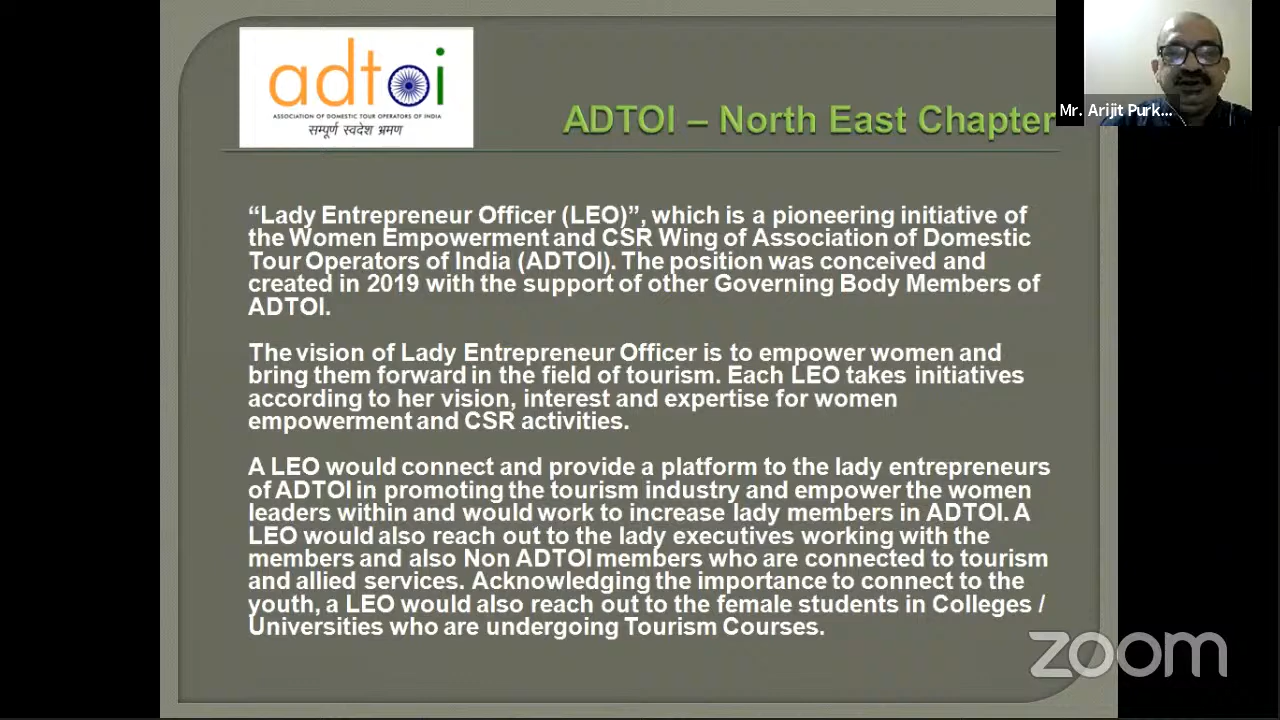 adtoi
ASSOCIATION OF DOMESTIC TOUR OPERATORS OF INDIA
सम्पूर्ण स्वदेश भ्रमण
ADTOI – North East Chapter
Mr. Arijit Purk...
“Lady Entrepreneur Officer (LEO)”, which is a pioneering initiative of
the Women Empowerment and CSR Wing of Association of Domestic
Tour Operators of India (ADTOI). The position was conceived and
created in 2019 with the support of other Governing Body Members of
ADTOI.
The vision of Lady Entrepreneur Officer is to empower women and
bring them forward in the field of tourism. Each LEO takes initiatives
according to her vision, interest and expertise for women
empowerment and CSR activities.
A LEO would connect and provide a platform to the lady entrepreneurs
of ADTOI in promoting the tourism industry and empower the women
leaders within and would work to increase lady members in ADTOI. A
LEO would also reach out to the lady executives working with the
members and also Non ADTOI members who are connected to tourism
and allied services. Acknowledging the importance to connect to the
youth, a LEO would also reach out to the female students in Colleges /
Universities who are undergoing Tourism Courses.
zoom